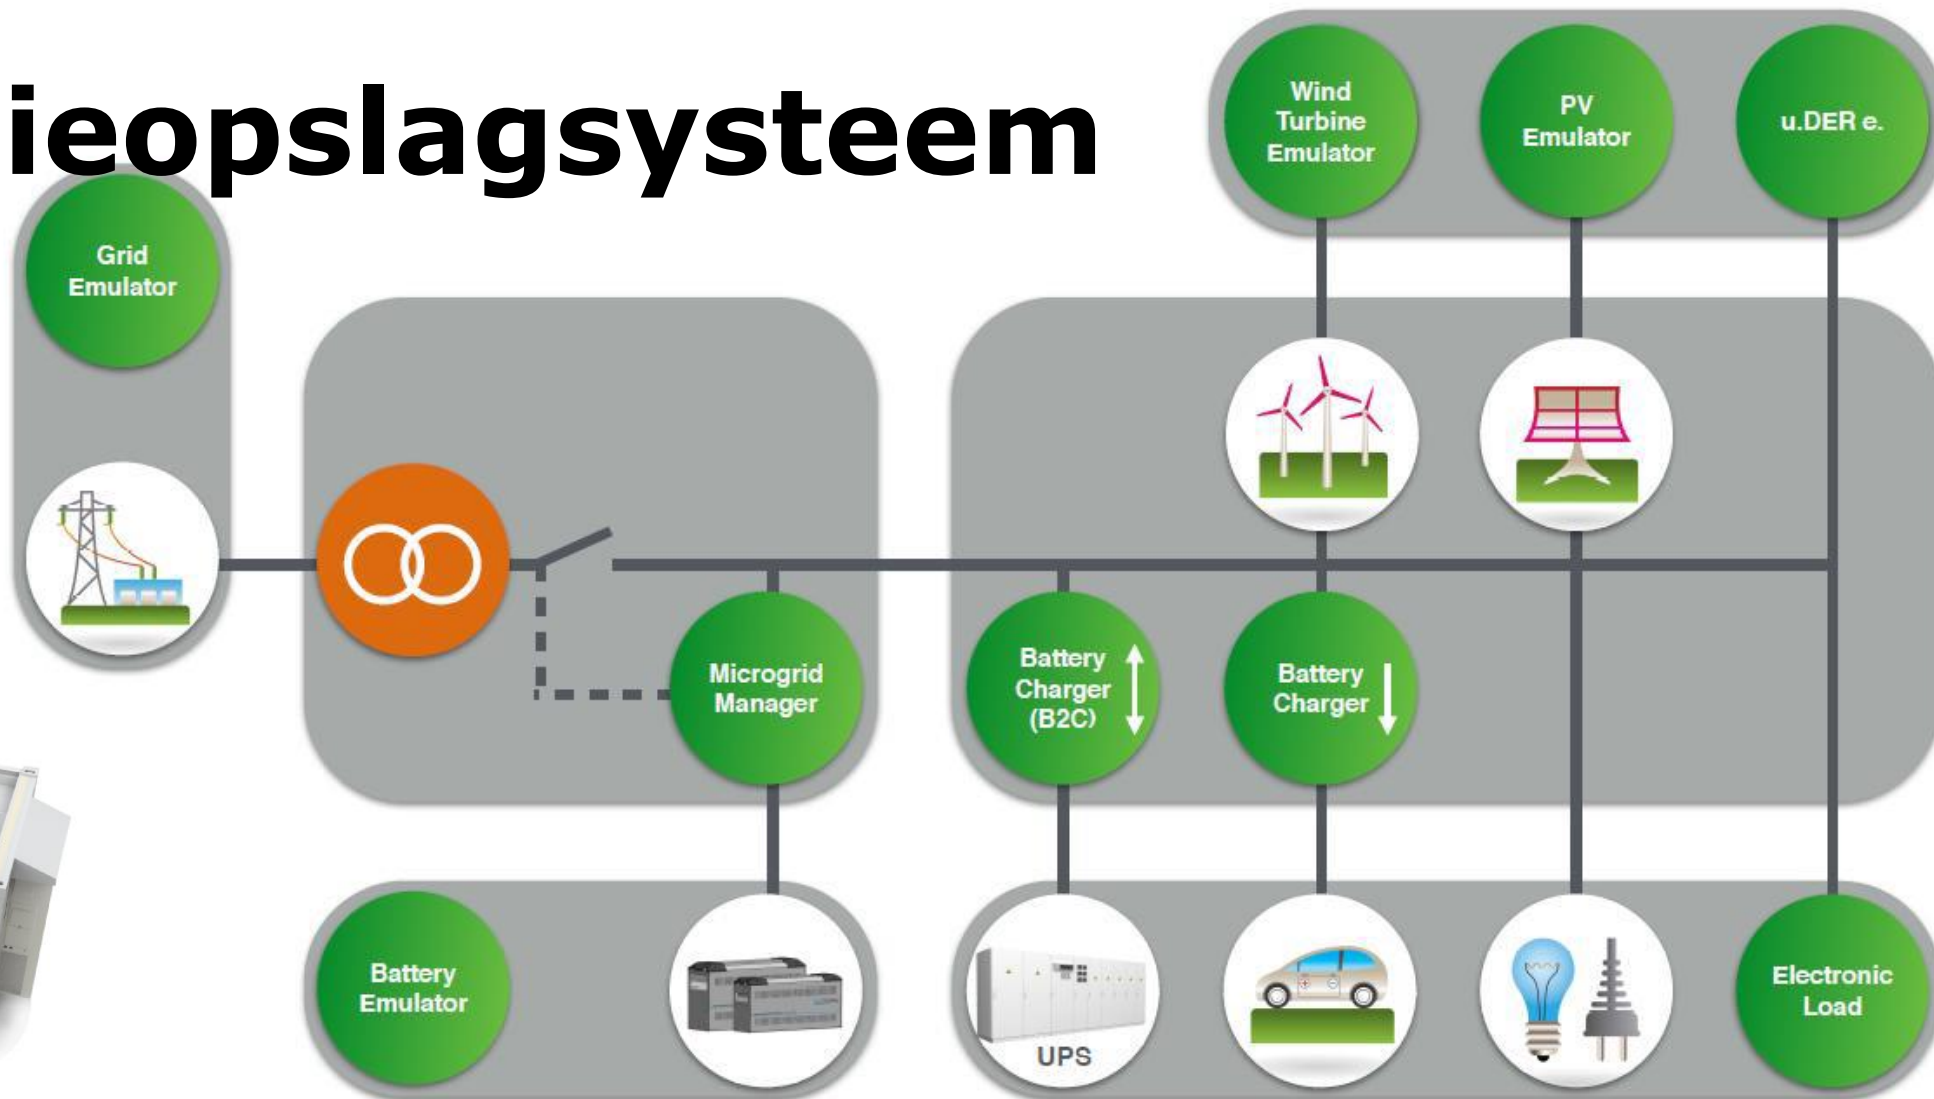 ieopslagsysteem
Wind
Turbine
Emulator
PV
Emulator
u.DER e.
Grid
Emulator
Microgrid
Manager
Battery
Charger
(B2C)
Battery
Charger
Battery
Emulator
UPS
Electronic
Load